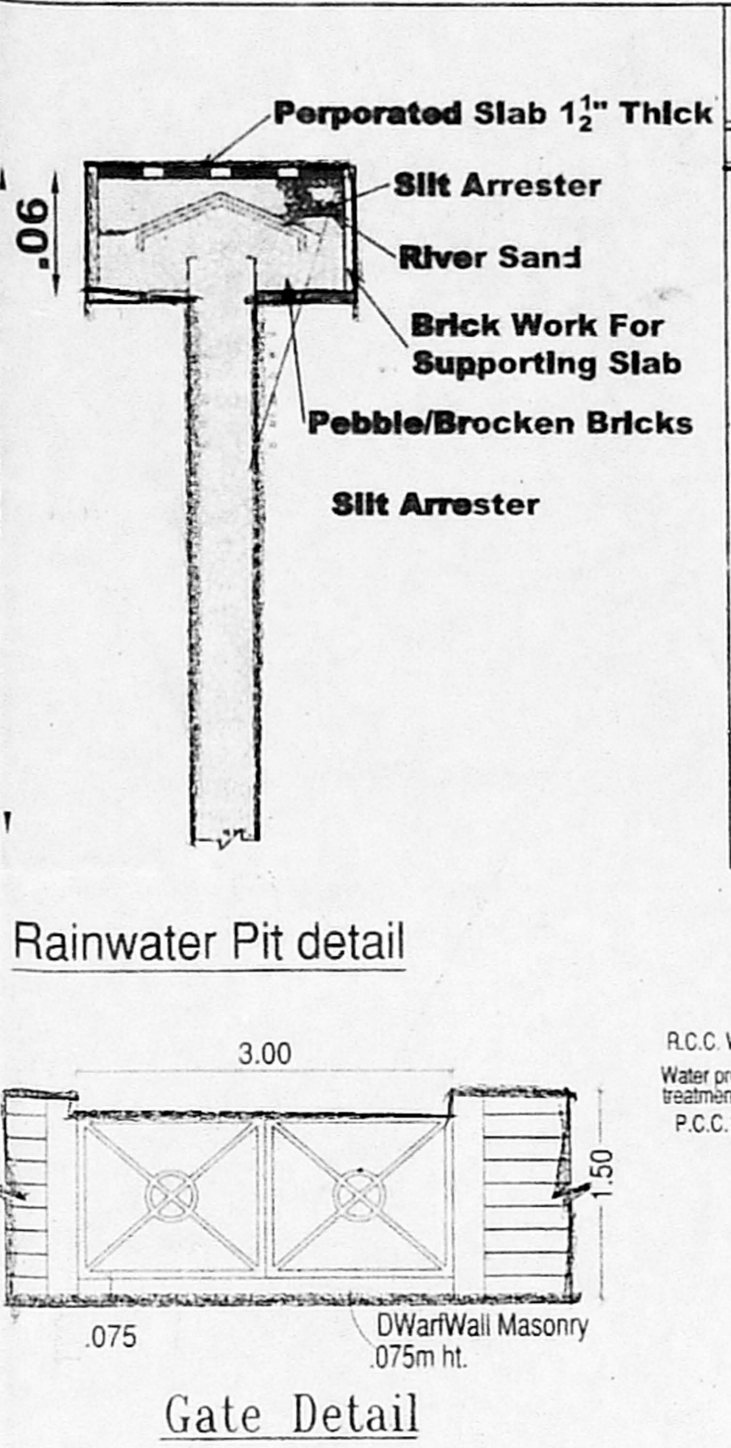 Perporated Slab 1½" Thick
Silt Arrester
.06
River Sand
Brick Work For
Supporting Slab
Pebble/Brocken Bricks
Silt Arrester
Rainwater Pit detail
3.00
R.C.C.
Water
P.C.C.
1.50
.075
DWarfWall Masonry
.075m ht.
Gate Detail